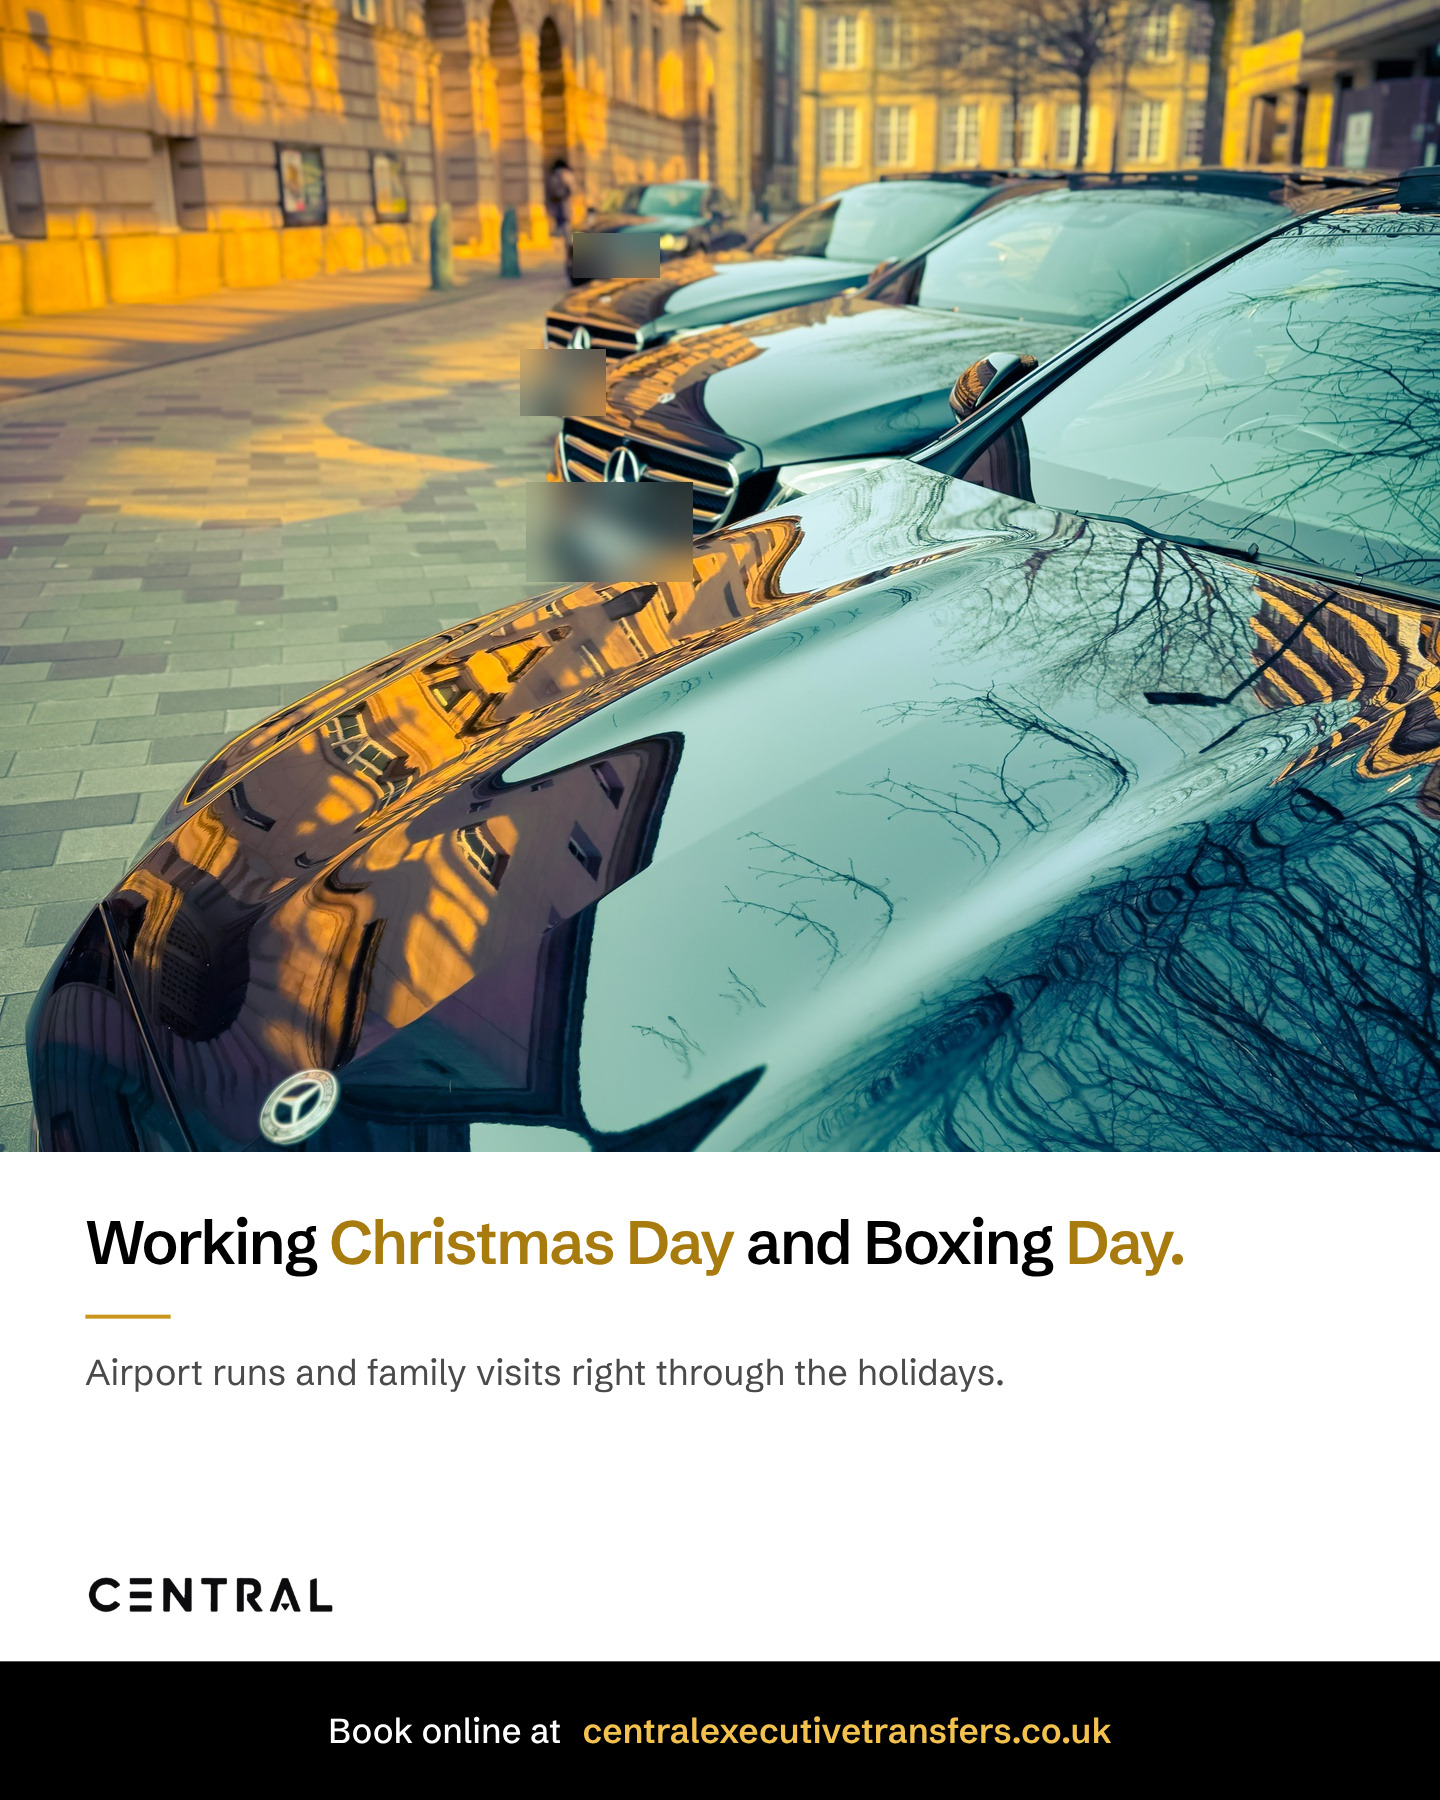 Working Christmas Day and Boxing Day.
Airport runs and family visits right through the holidays.
CENTRAL
Book online at centralexecutivetransfers.co.uk